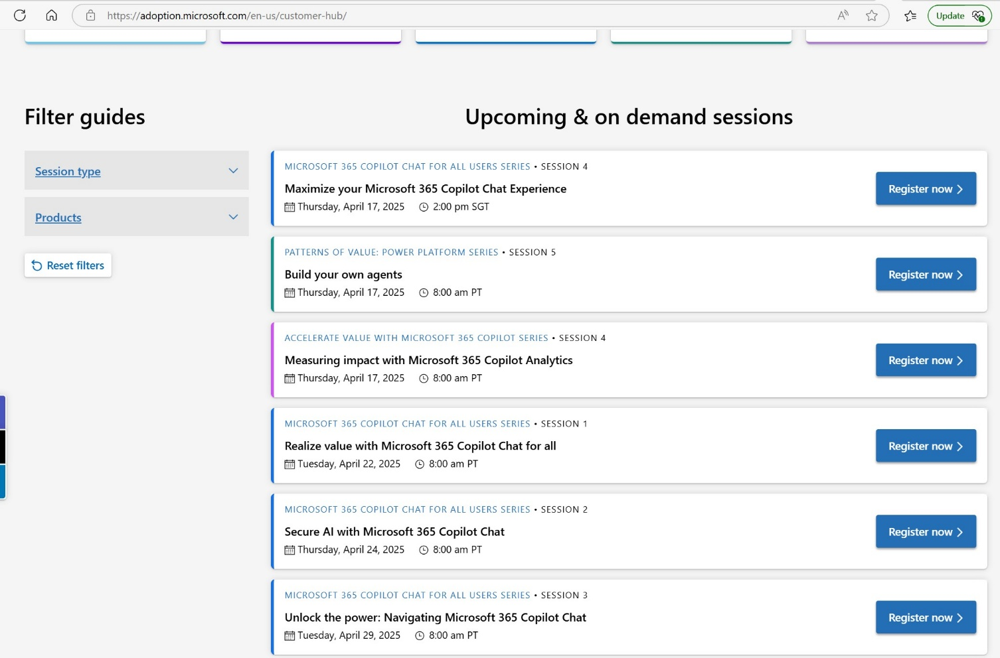 https://adoption.microsoft.com/en-us/customer-hub/
Update
Filter guides
Session type
Products
Reset filters
Upcoming & on demand sessions
MICROSOFT 365 COPILOT CHAT FOR ALL USERS SERIES • SESSION 4
Maximize your Microsoft 365 Copilot Chat Experience
Thursday, April 17, 2025 2:00 pm SGT
Register now
PATTERNS OF VALUE: POWER PLATFORM SERIES • SESSION 5
Build your own agents
Thursday, April 17, 2025 8:00 am PT
Register now
ACCELERATE VALUE WITH MICROSOFT 365 COPILOT SERIES • SESSION 4
Measuring impact with Microsoft 365 Copilot Analytics
Thursday, April 17, 2025 8:00 am PT
Register now
MICROSOFT 365 COPILOT CHAT FOR ALL USERS SERIES • SESSION 1
Realize value with Microsoft 365 Copilot Chat for all
Tuesday, April 22, 2025 8:00 am PT
Register now
MICROSOFT 365 COPILOT CHAT FOR ALL USERS SERIES • SESSION 2
Secure AI with Microsoft 365 Copilot Chat
Thursday, April 24, 2025 8:00 am PT
Register now
MICROSOFT 365 COPILOT CHAT FOR ALL USERS SERIES • SESSION 3
Unlock the power: Navigating Microsoft 365 Copilot Chat
Tuesday, April 29, 2025 8:00 am PT
Register now